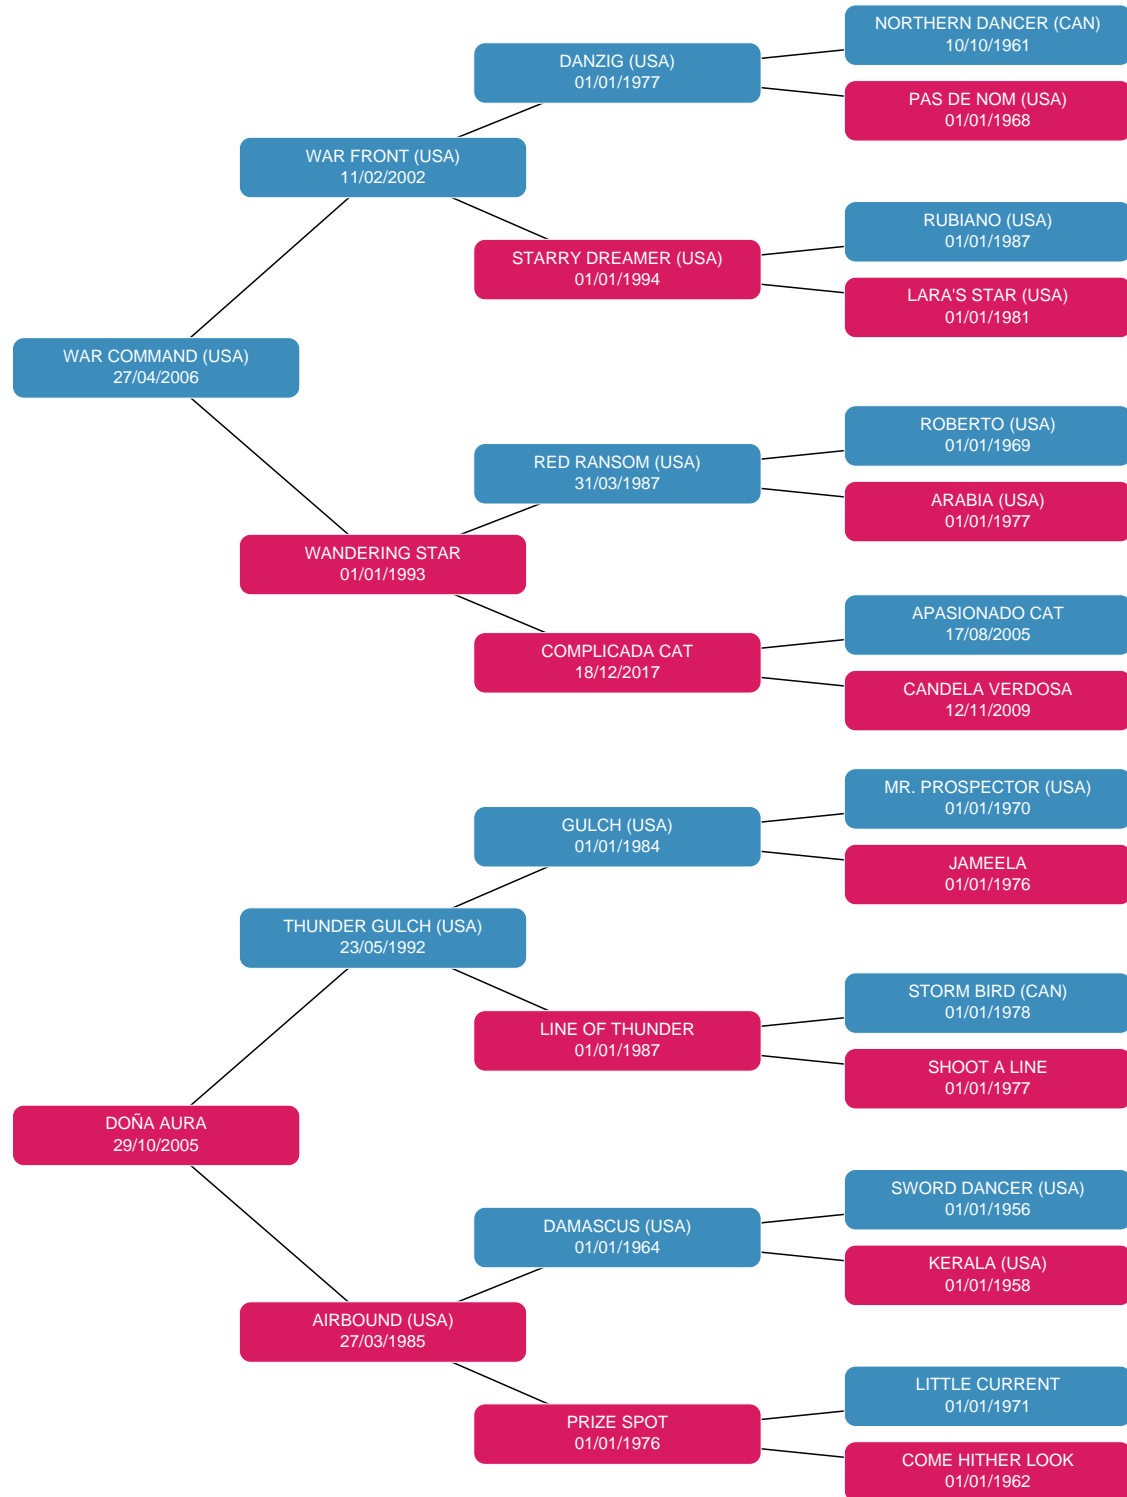 NORTHERN DANCER (CAN)
10/10/1961
DANZIG (USA)
01/01/1977
PAS DE NOM (USA)
01/01/1968
WAR FRONT (USA)
11/02/2002
RUBIANO (USA)
01/01/1987
STARRY DREAMER (USA)
01/01/1994
LARA'S STAR (USA)
01/01/1981
WAR COMMAND (USA)
27/04/2006
ROBERTO (USA)
01/01/1969
RED RANSOM (USA)
31/03/1987
ARABIA (USA)
01/01/1977
WANDERING STAR
01/01/1993
APASIONADO CAT
17/08/2005
COMPLICADA CAT
18/12/2017
CANDELA VERDOSA
12/11/2009
MR. PROSPECTOR (USA)
01/01/1970
GULCH (USA)
01/01/1984
JAMEELA
01/01/1976
THUNDER GULCH (USA)
23/05/1992
STORM BIRD (CAN)
01/01/1978
LINE OF THUNDER
01/01/1987
SHOOT A LINE
01/01/1977
DOÑA AURA
29/10/2005
SWORD DANCER (USA)
01/01/1956
DAMASCUS (USA)
01/01/1964
KERALA (USA)
01/01/1958
AIRBOUND (USA)
27/03/1985
LITTLE CURRENT
01/01/1971
PRIZE SPOT
01/01/1976
COME HITHER LOOK
01/01/1962